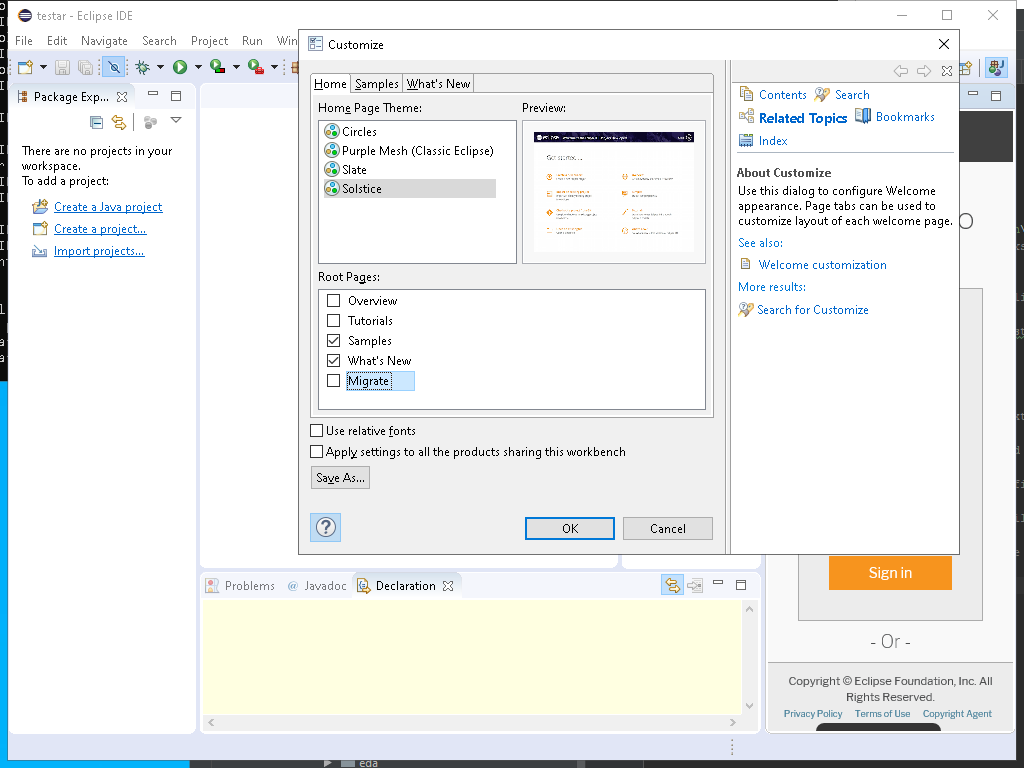 testar - Eclipse IDE
File Edit Navigate Search Project Run Win
Package Exp...
There are no projects in your
workspace.
To add a project:
Create a Java project
Create a project...
Import projects...
Customize
Home Samples What's New
Home Page Theme:
Circles
Purple Mesh (Classic Eclipse)
Slate
Solstice
Preview:
Root Pages:
Overview
Tutorials
Samples
What's New
Migrate
Use relative fonts
Apply settings to all the products sharing this workbench
Save As...
OK Cancel
Contents Search
Related Topics Bookmarks
Index
About Customize
Use this dialog to configure Welcome
appearance. Page tabs can be used to
customize layout of each welcome page.
See also:
Welcome customization
More results:
Search for Customize
Problems @ Javadoc Declaration
Sign in
- Or -
Copyright © Eclipse Foundation, Inc. All
Rights Reserved.
Privacy Policy Terms of Use Copyright Agent
eda